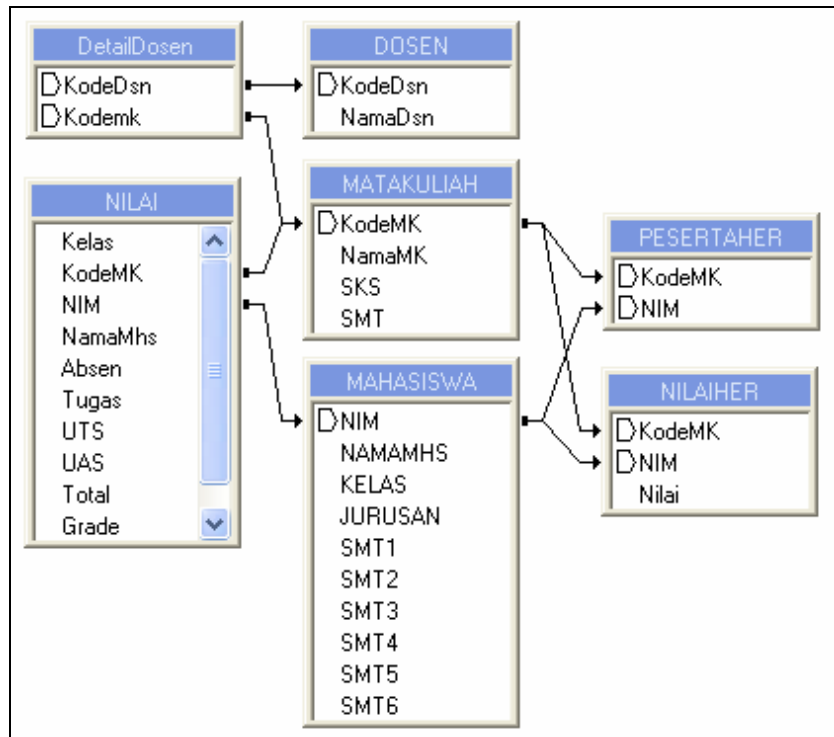 DetailDosen
KodeDsn
Kodemk
DOSEN
KodeDsn
NamaDsn
NILAI
Kelas
KodeMK
NIM
NamaMhs
Absen
Tugas
UTS
UAS
Total
Grade
MATAKULIAH
KodeMK
NamaMK
SKS
SMT
MAHASISWA
NIM
NAMAMHS
KELAS
JURUSAN
SMT1
SMT2
SMT3
SMT4
SMT5
SMT6
PESERTAHER
KodeMK
NIM
NILAIHER
KodeMK
NIM
Nilai